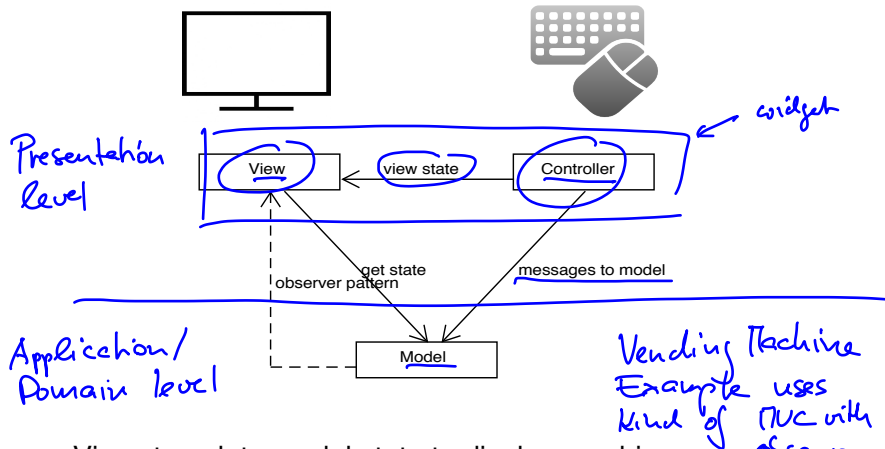 widget
Presentation
level
View
view state
Controller
get state
observer pattern
messages to model
Application/
Domain level
Model
Vending Machine
Example uses
kind of MVC with